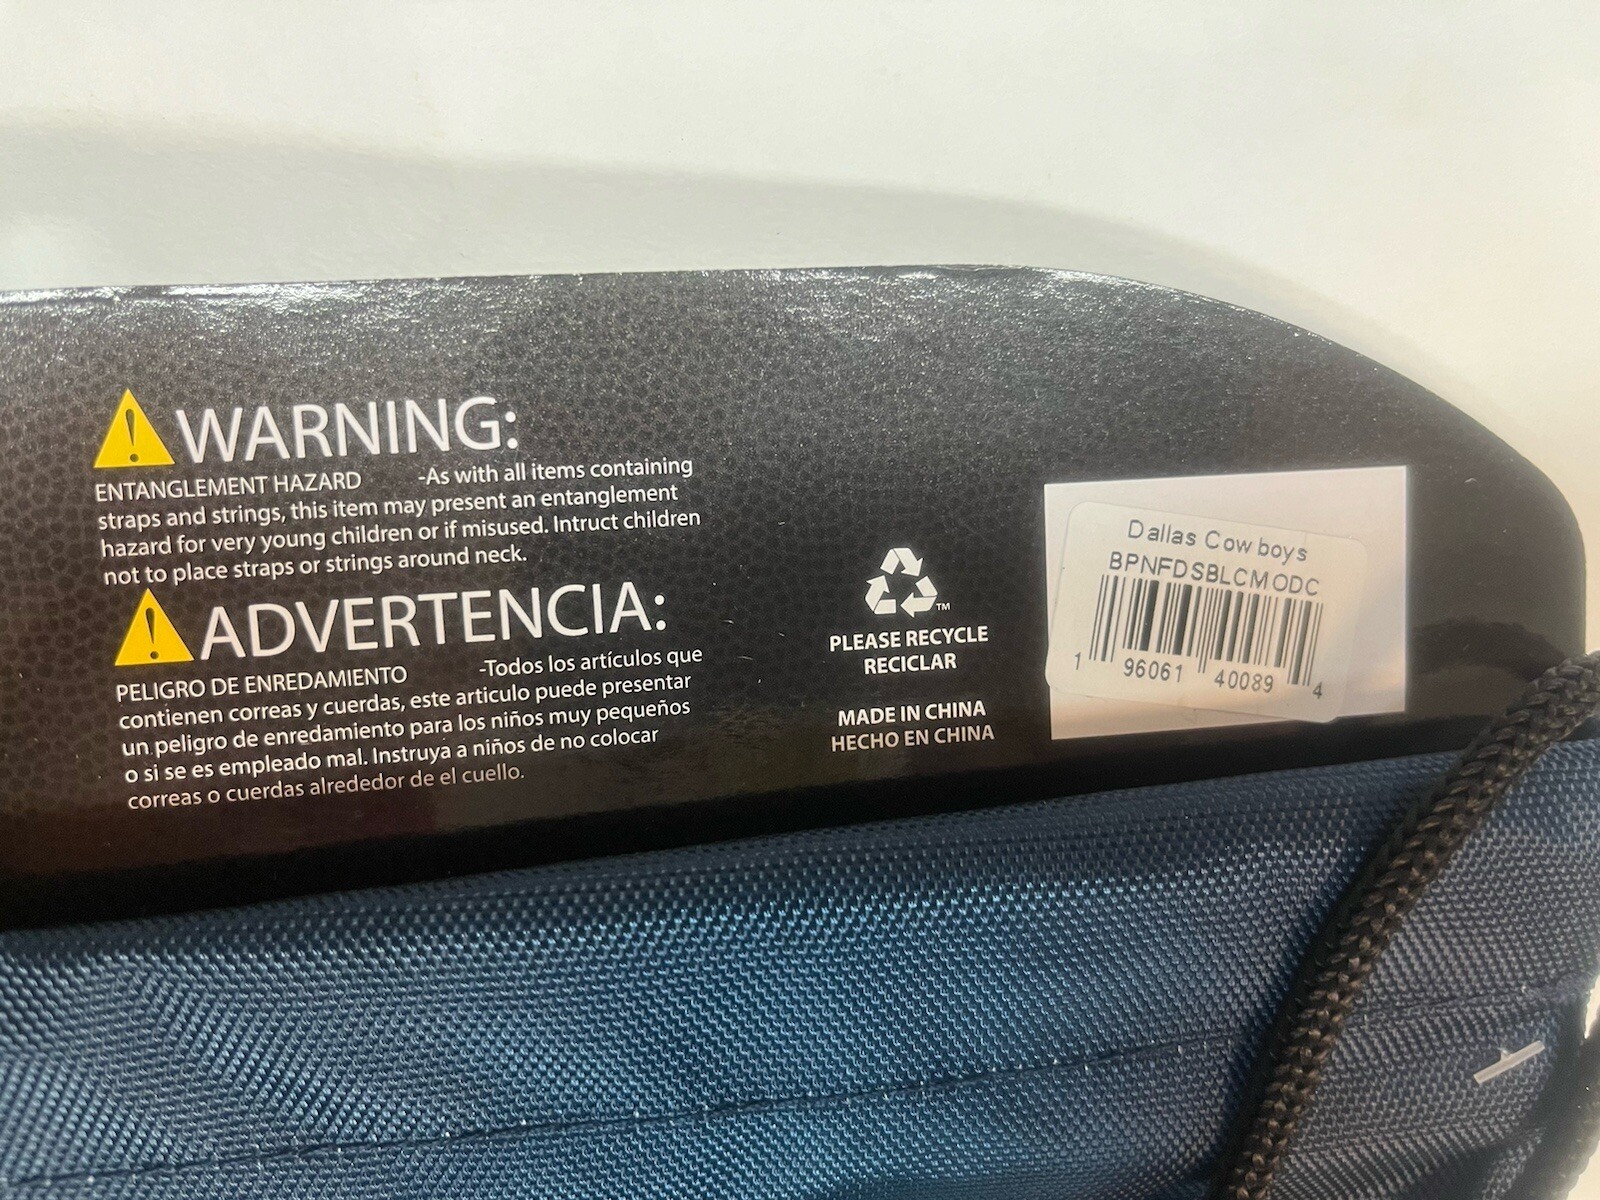 WARNING:
ENTANGLEMENT HAZARD -As with all items containing
straps and strings, this item may present an entanglement
hazard for very young children or if misused. Intruct children
not to place straps or strings around neck.
ADVERTENCIA:
PELIGRO DE ENREDAMIENTO -Todos los artículos que
contienen correas y cuerdas, este articulo puede presentar
un peligro de enredamiento para los niños muy pequeños
o si se es empleado mal. Instruya a niños de no colocar
correas o cuerdas alrededor de el cuello.
TM
PLEASE RECYCLE
RECICLAR
MADE IN CHINA
HECHO EN CHINA
Dallas Cowboys
BPNFDSBLCMODC
1 96061 40089 4